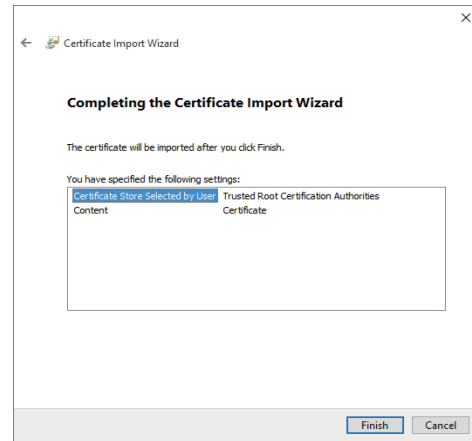 Certificate Import Wizard
Completing the Certificate Import Wizard
The certificate will be imported after you click Finish.
You have specified the following settings:
Certificate Store Selected by User Trusted Root Certification Authorities
Content Certificate
Finish Cancel